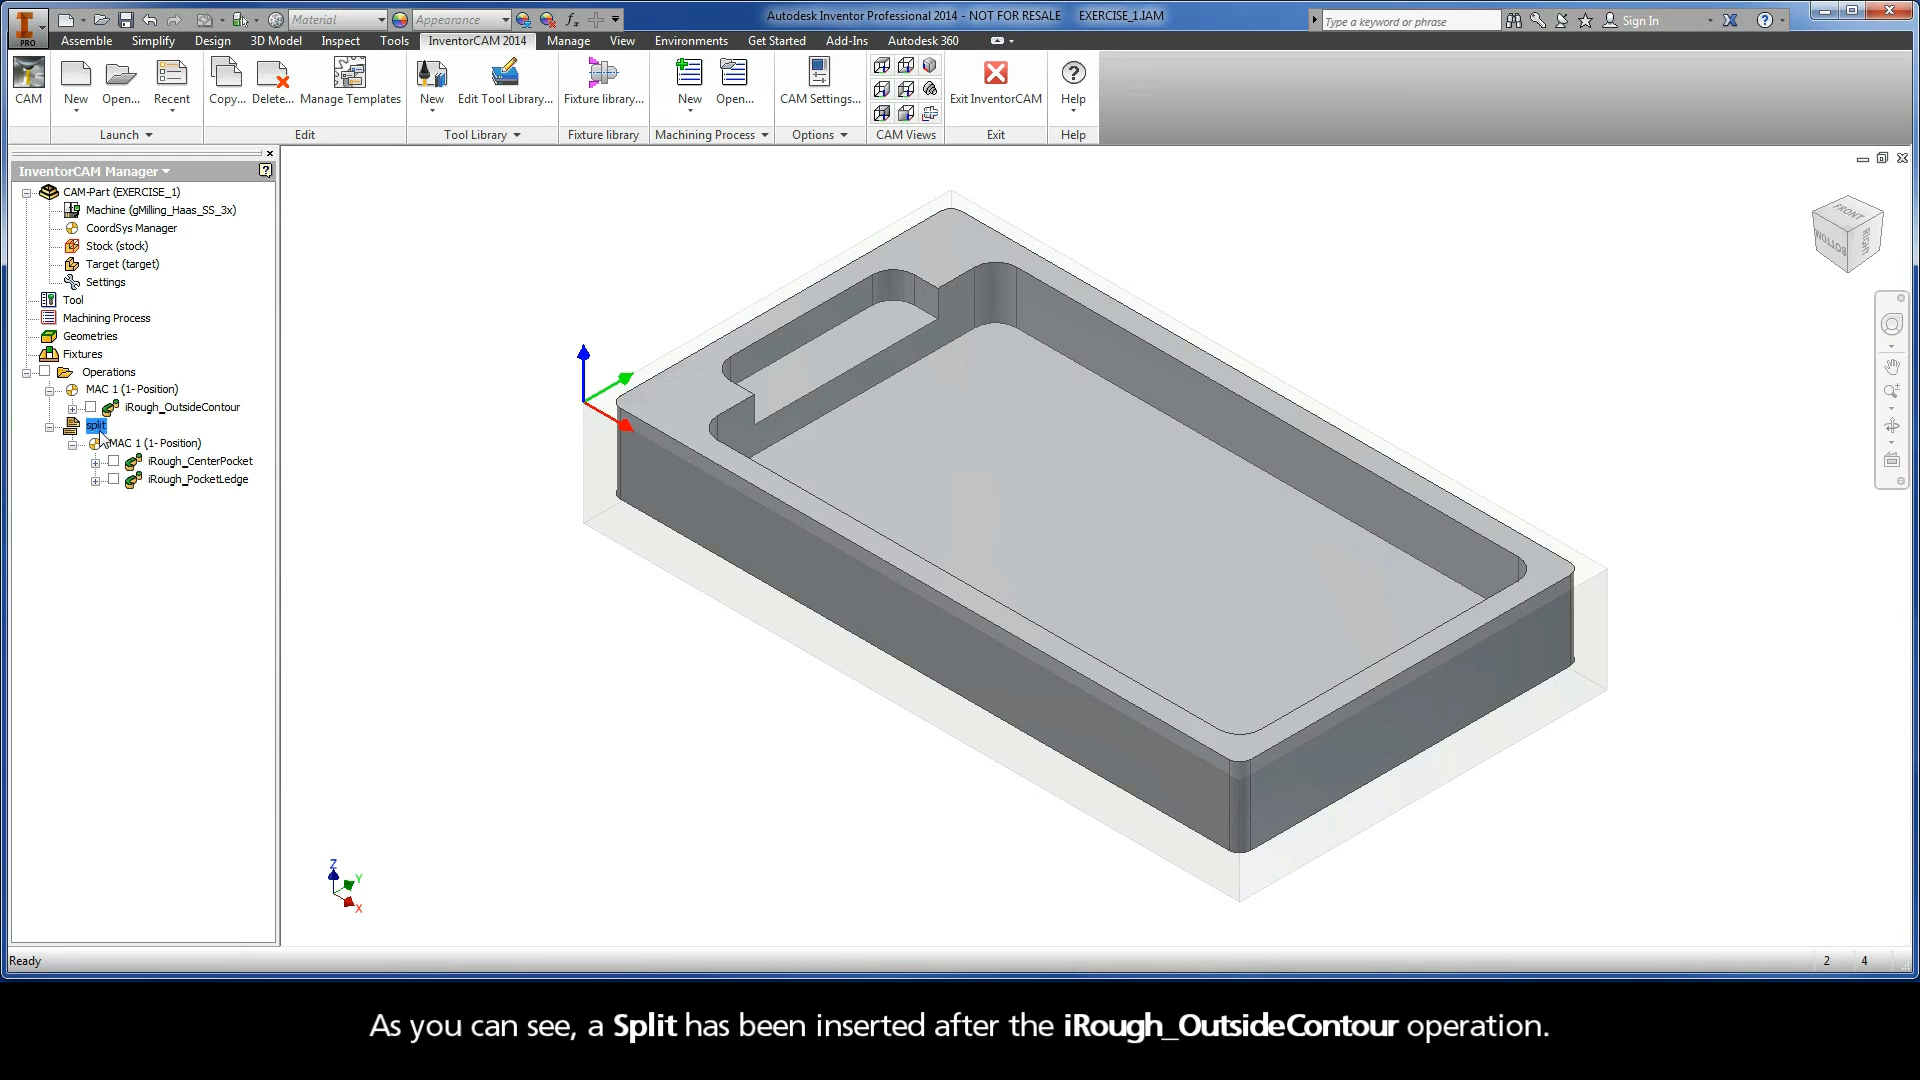 Material
Appearance
Autodesk Inventor Professional 2014 - NOT FOR RESALE EXERCISE_1.IAM
Type a keyword or phrase
Sign In
PRO
Assemble Simplify Design 3D Model Inspect Tools InventorCAM 2014 Manage View Environments Get Started Add-Ins Autodesk 360
CAM New Open... Recent Copy... Delete... Manage Templates New Edit Tool Library... Fixture library... New Open... CAM Settings... Exit InventorCAM Help
Launch Edit Tool Library Fixture library Machining Process Options CAM Views Exit Help
InventorCAM Manager
CAM-Part (EXERCISE_1)
Machine (gMilling_Haas_SS_3x)
CoordSys Manager
Stock (stock)
Target (target)
Settings
Tool
Machining Process
Geometries
Fixtures
Operations
MAC 1 (1- Position)
iRough_OutsideContour
split
MAC 1 (1- Position)
iRough_CenterPocket
iRough_PocketLedge
FRONT
BOTTOM
RIGHT
Z
Y
X
Ready
2 4
As you can see, a Split has been inserted after the iRough_OutsideContour operation.